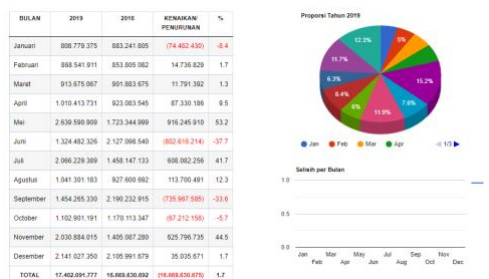 BULAN 2019 2018 KENAIKAN/ PENURUNAN %
Januari 808.779.375 883.241.805 (74.462.430) -8.4
Februari 868.541.911 853.805.082 14.736.829 1.7
Maret 913.675.067 901.883.675 11.791.392 1.3
April 1.010.413.731 923.083.545 87.330.186 9.5
Mei 2.639.590.909 1.723.344.999 916.245.910 53.2
Juni 1.324.482.326 2.127.098.540 (802.616.214) -37.7
Juli 2.066.229.389 1.458.147.133 608.082.256 41.7
Agustus 1.041.301.183 927.600.692 113.700.491 12.3
September 1.454.265.330 2.190.232.915 (735.967.585) -33.6
October 1.102.901.191 1.170.113.347 (67.212.156) -5.7
November 2.030.884.015 1.405.087.280 625.796.735 44.5
Desember 2.141.027.350 2.105.991.679 35.035.671 1.7
TOTAL 17.402.091.777 1.7
Proporsi Tahun 2019
12.3%
5%
11.7%
6.3%
15.2%
8.4%
6%
11.9%
7.6%
Jan Feb Mar Apr 1/3
Selisih per Bulan
1.0
0.5
0.0
Jan Mar May Jul Sep Nov
Feb Apr Jun Aug Oct Dec